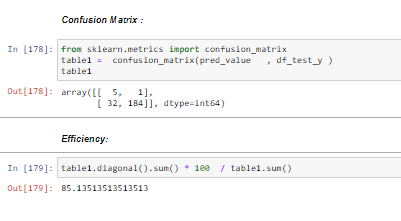 Confusion Matrix :
In [178]: from sklearn.metrics import confusion_matrix
table1 = confusion_matrix(pred_value , df_test_y )
table1
Out[178]: array([[ 5, 1],
[ 32, 184]], dtype=int64)
Efficiency:
In [179]: table1.diagonal().sum() * 100 / table1.sum()
Out[179]: 85.13513513513513